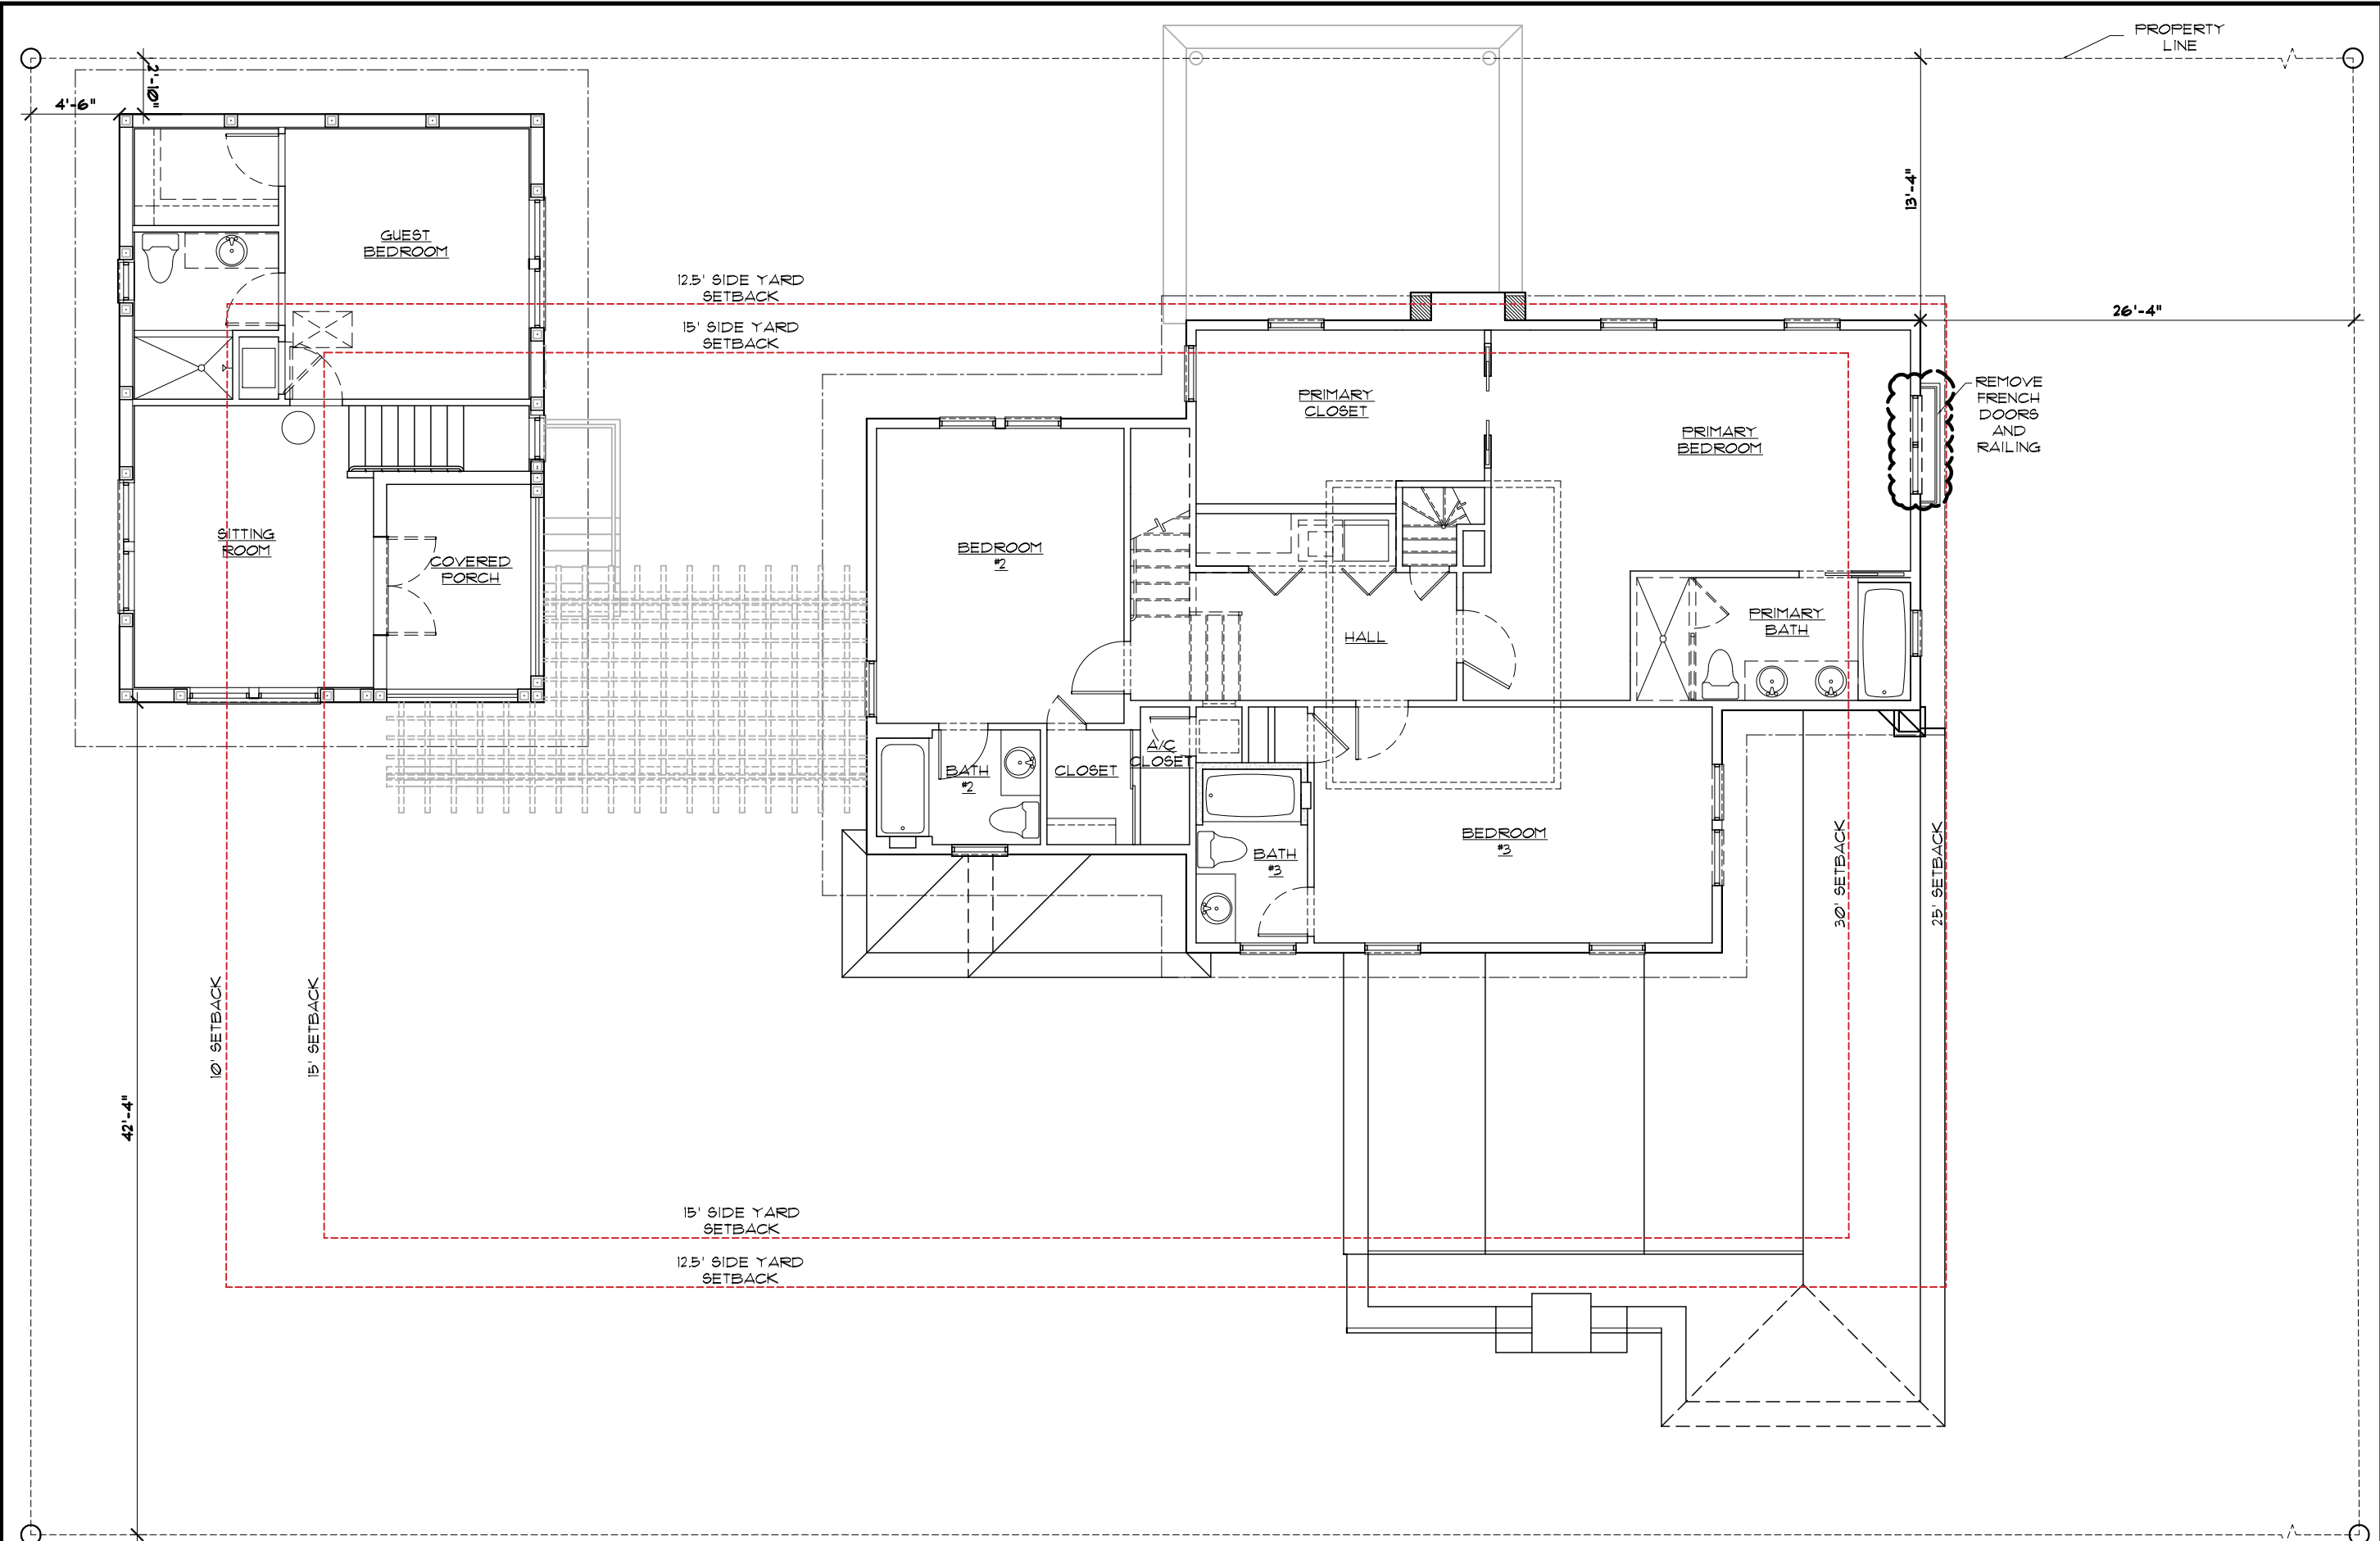 PROPERTY
LINE
2'-10"
4'-6"
13'-4"
GUEST
BEDROOM
12.5' SIDE YARD
SETBACK
15' SIDE YARD
SETBACK
26'-4"
REMOVE
FRENCH
DOORS
AND
RAILING
PRIMARY
CLOSET
PRIMARY
BEDROOM
SITTING
ROOM
COVERED
PORCH
BEDROOM
#2
HALL
PRIMARY
BATH
A/C
CLOSET
BATH
#2
CLOSET
BEDROOM
#3
BATH
#3
30' SETBACK
25' SETBACK
10' SETBACK
15' SETBACK
42'-4"
15' SIDE YARD
SETBACK
12.5' SIDE YARD
SETBACK